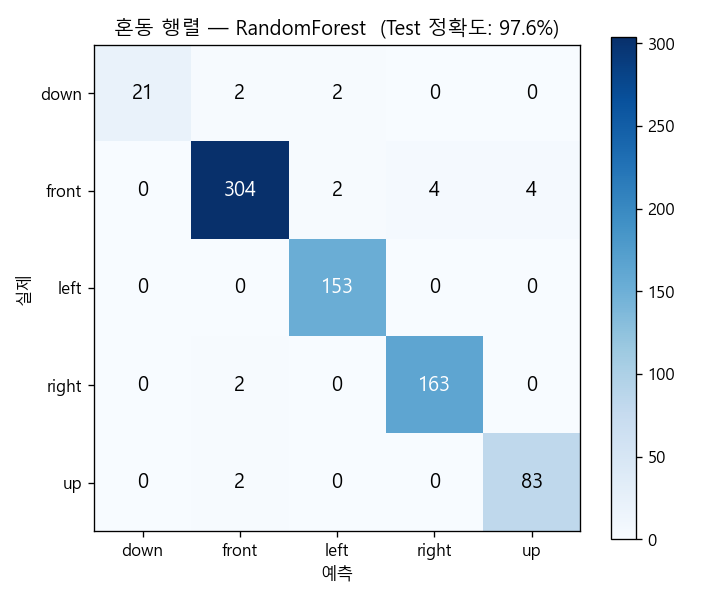 혼동 행렬 — RandomForest (Test 정확도: 97.6%)
실제
down 21 2 2 0 0
front 0 304 2 4 4
left 0 0 153 0 0
right 0 2 0 163 0
up 0 2 0 0 83
down front left right up
예측
300
250
200
150
100
50
0